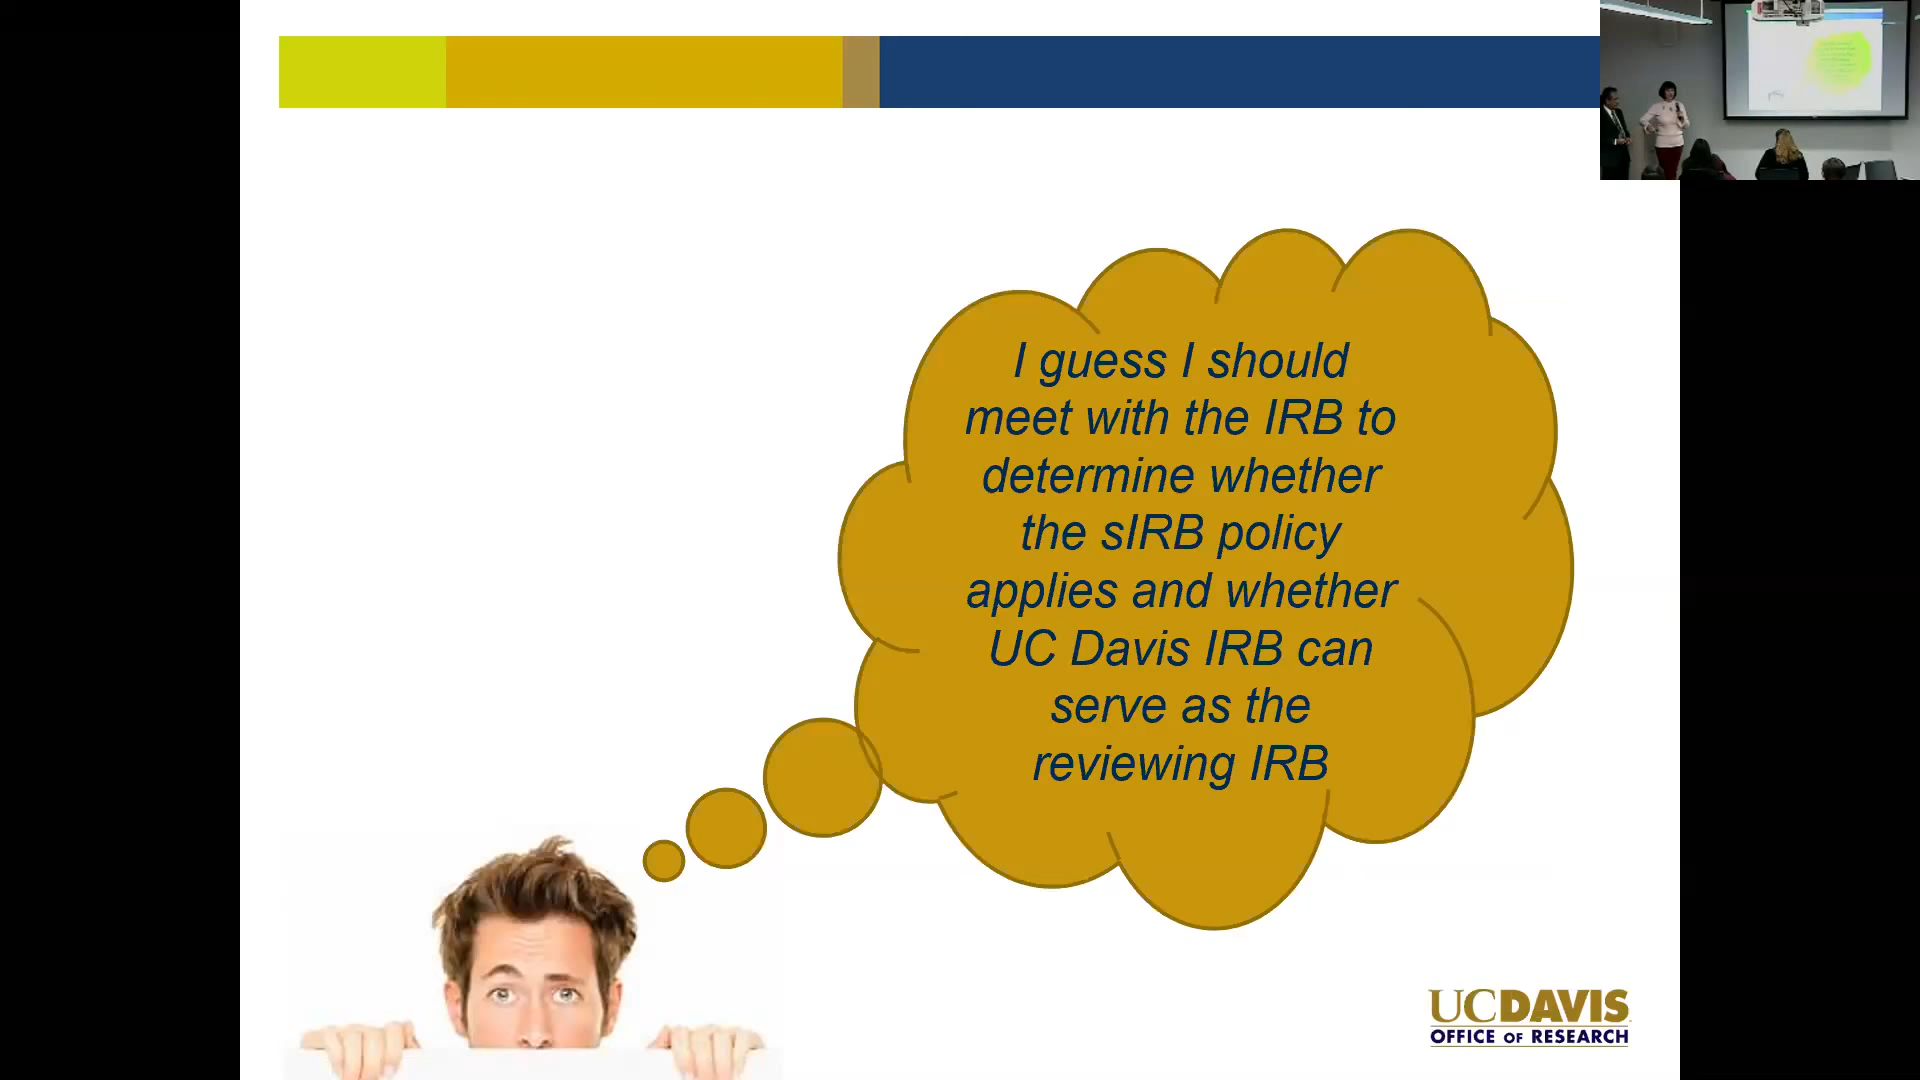 I guess I should
meet with the IRB to
determine whether
the sIRB policy
applies and whether
UC Davis IRB can
serve as the
reviewing IRB
UCDAVIS
OFFICE OF RESEARCH